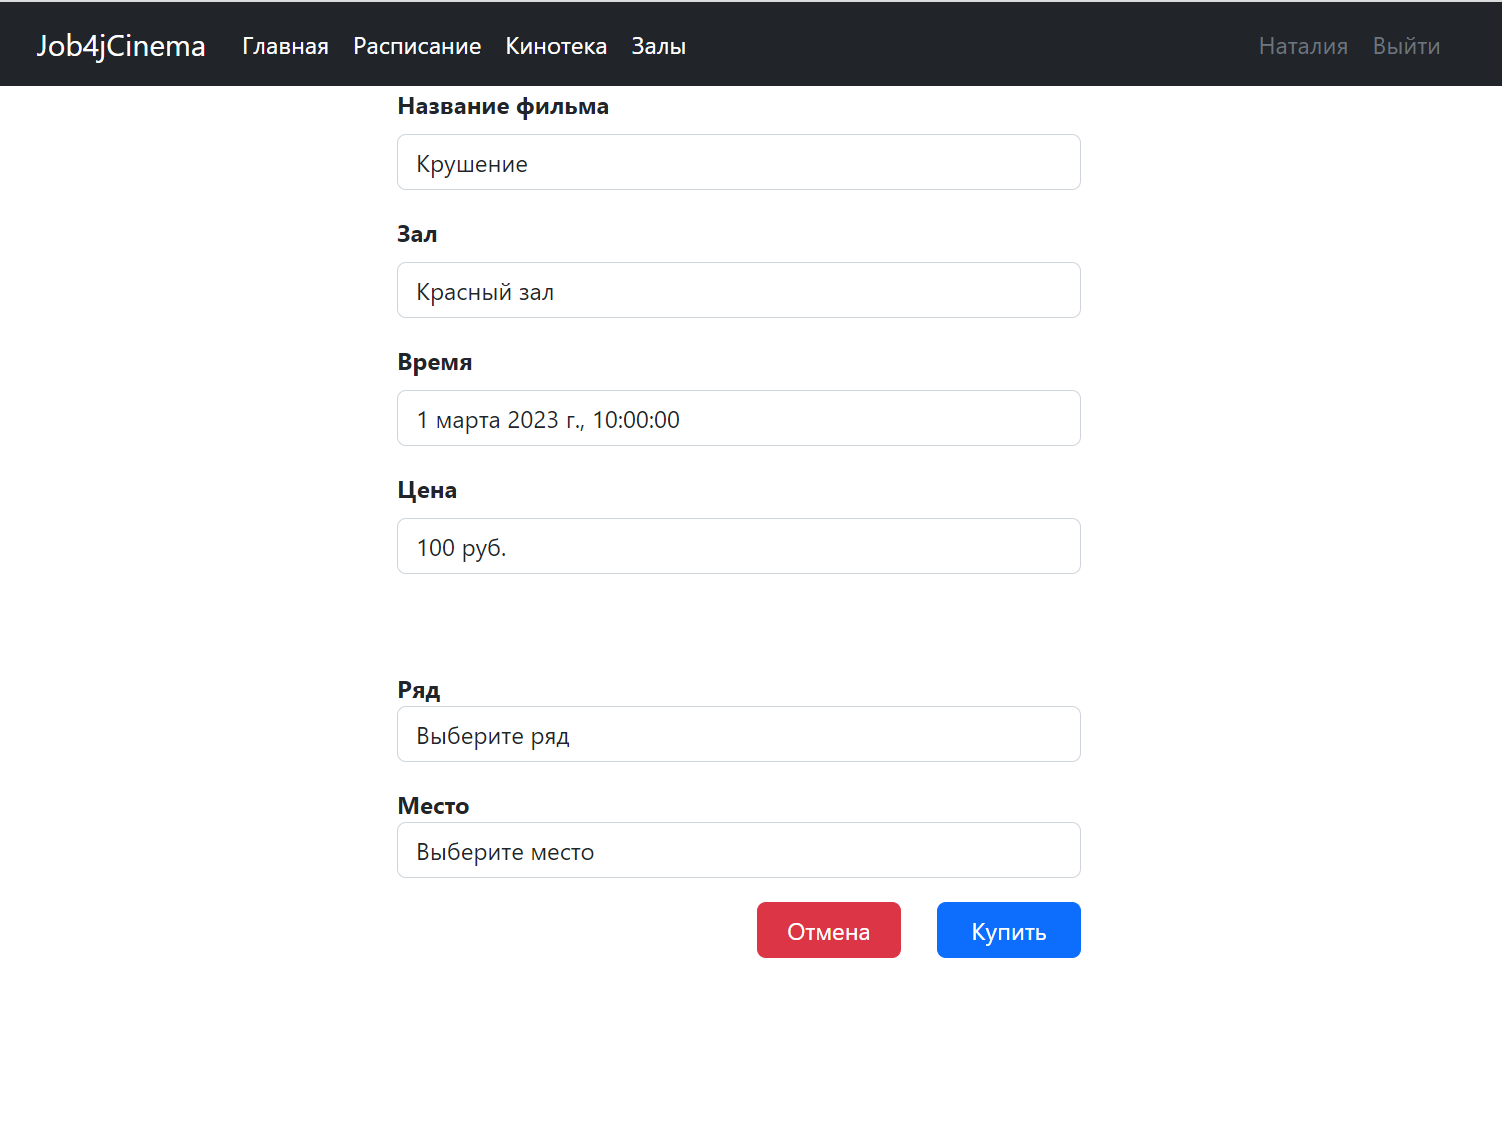 Job4jCinema Главная Расписание Кинотека Залы Наталия Выйти
Название фильма
Крушение
Зал
Красный зал
Время
1 марта 2023 г., 10:00:00
Цена
100 руб.
Ряд
Выберите ряд
Место
Выберите место
Отмена Купить